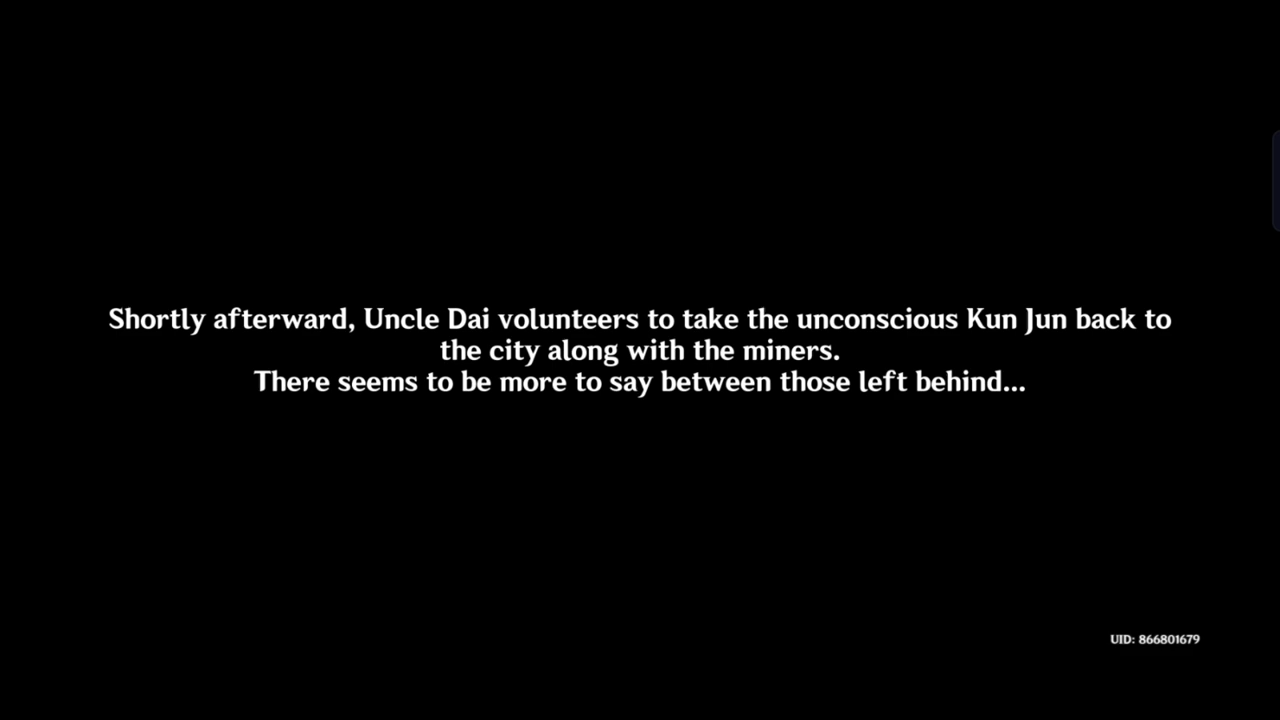 Shortly afterward, Uncle Dai volunteers to take the unconscious Kun Jun back to
the city along with the miners.
There seems to be more to say between those left behind...
UID: 866801679